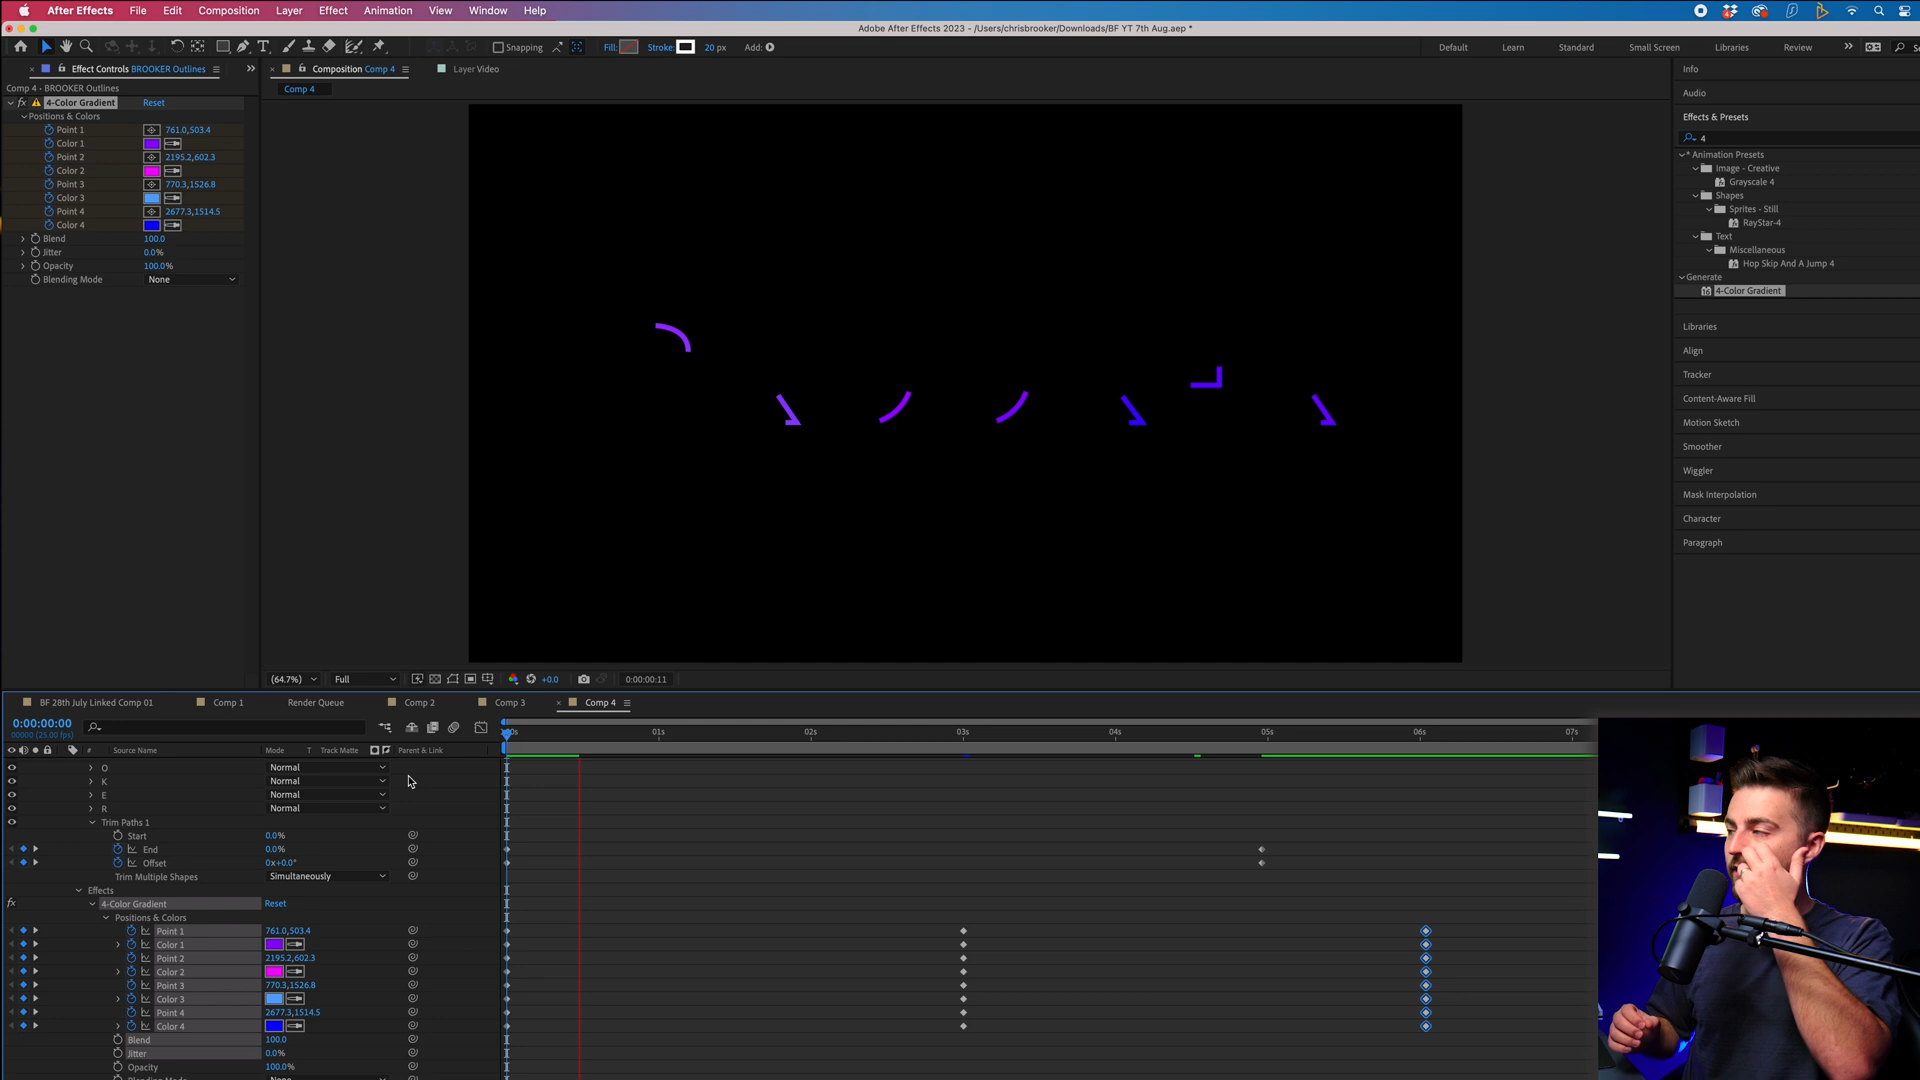 After Effects File Edit Composition Layer Effect Animation View Window Help
Adobe After Effects 2023 - /Users/chrisbrooker/Downloads/BF YT 7th Aug.aep *
Snapping Fill: Stroke: 20 px Add: Default Learn Standard Small Screen Libraries Review
Effect Controls BROOKER Outlines
Comp 4 - BROOKER Outlines
fx 4-Color Gradient Reset
Positions & Colors
Point 1 761.0,503.4
Color 1
Point 2 2195.2,602.3
Color 2
Point 3 770.3,1526.8
Color 3
Point 4 2677.3,1514.5
Color 4
Blend 100.0
Jitter 0.0%
Opacity 100.0%
Blending Mode None
Composition Comp 4
Layer Video
Comp 4
(64.7%) Full +0.0 0:00:00:11
Info
Audio
Effects & Presets
4
* Animation Presets
Image - Creative
Grayscale 4
Shapes
Sprites - Still
RayStar-4
Text
Miscellaneous
Hop Skip And A Jump 4
Generate
4-Color Gradient
Libraries
Align
Tracker
Content-Aware Fill
Motion Sketch
Smoother
Wiggler
Mask Interpolation
Character
Paragraph
BF 28th July Linked Comp 01 Comp 1 Render Queue Comp 2 Comp 3 Comp 4
0:00:00:00
00000 (25.00 fps)
01s 02s 03s 04s 05s 06s 07s
# Source Name Mode T Track Matte Parent & Link
O Normal
K Normal
E Normal
R Normal
Trim Paths 1
Start 0.0%
End 0.0%
Offset 0x+0.0°
Trim Multiple Shapes Simultaneously
Effects
fx 4-Color Gradient Reset
Positions & Colors
Point 1 761.0,503.4
Color 1
Point 2 2195.2,602.3
Color 2
Point 3 770.3,1526.8
Color 3
Point 4 2677.3,1514.5
Color 4
Blend 100.0
Jitter 0.0%
Opacity 100.0%